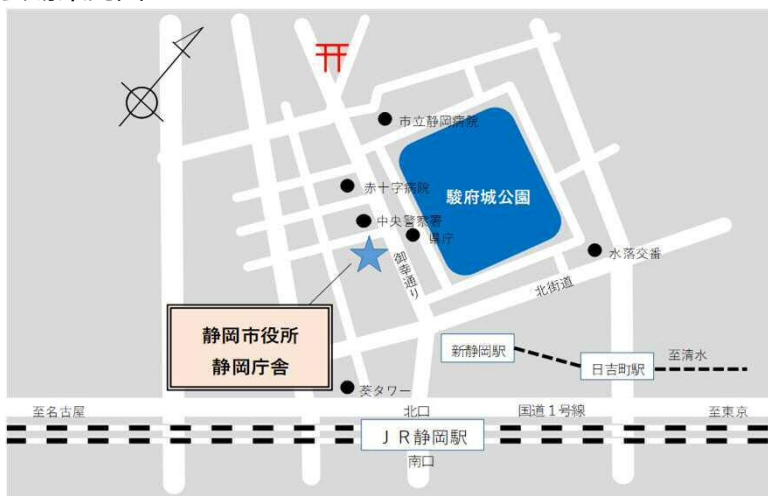 市立静岡病院
赤十字病院
駿府城公園
中央警察署
県庁
御幸通り
水落交番
北街道
静岡市役所
静岡庁舎
新静岡駅
日吉町駅
至清水
葵タワー
至名古屋
北口
国道1号線
至東京
JR静岡駅
南口